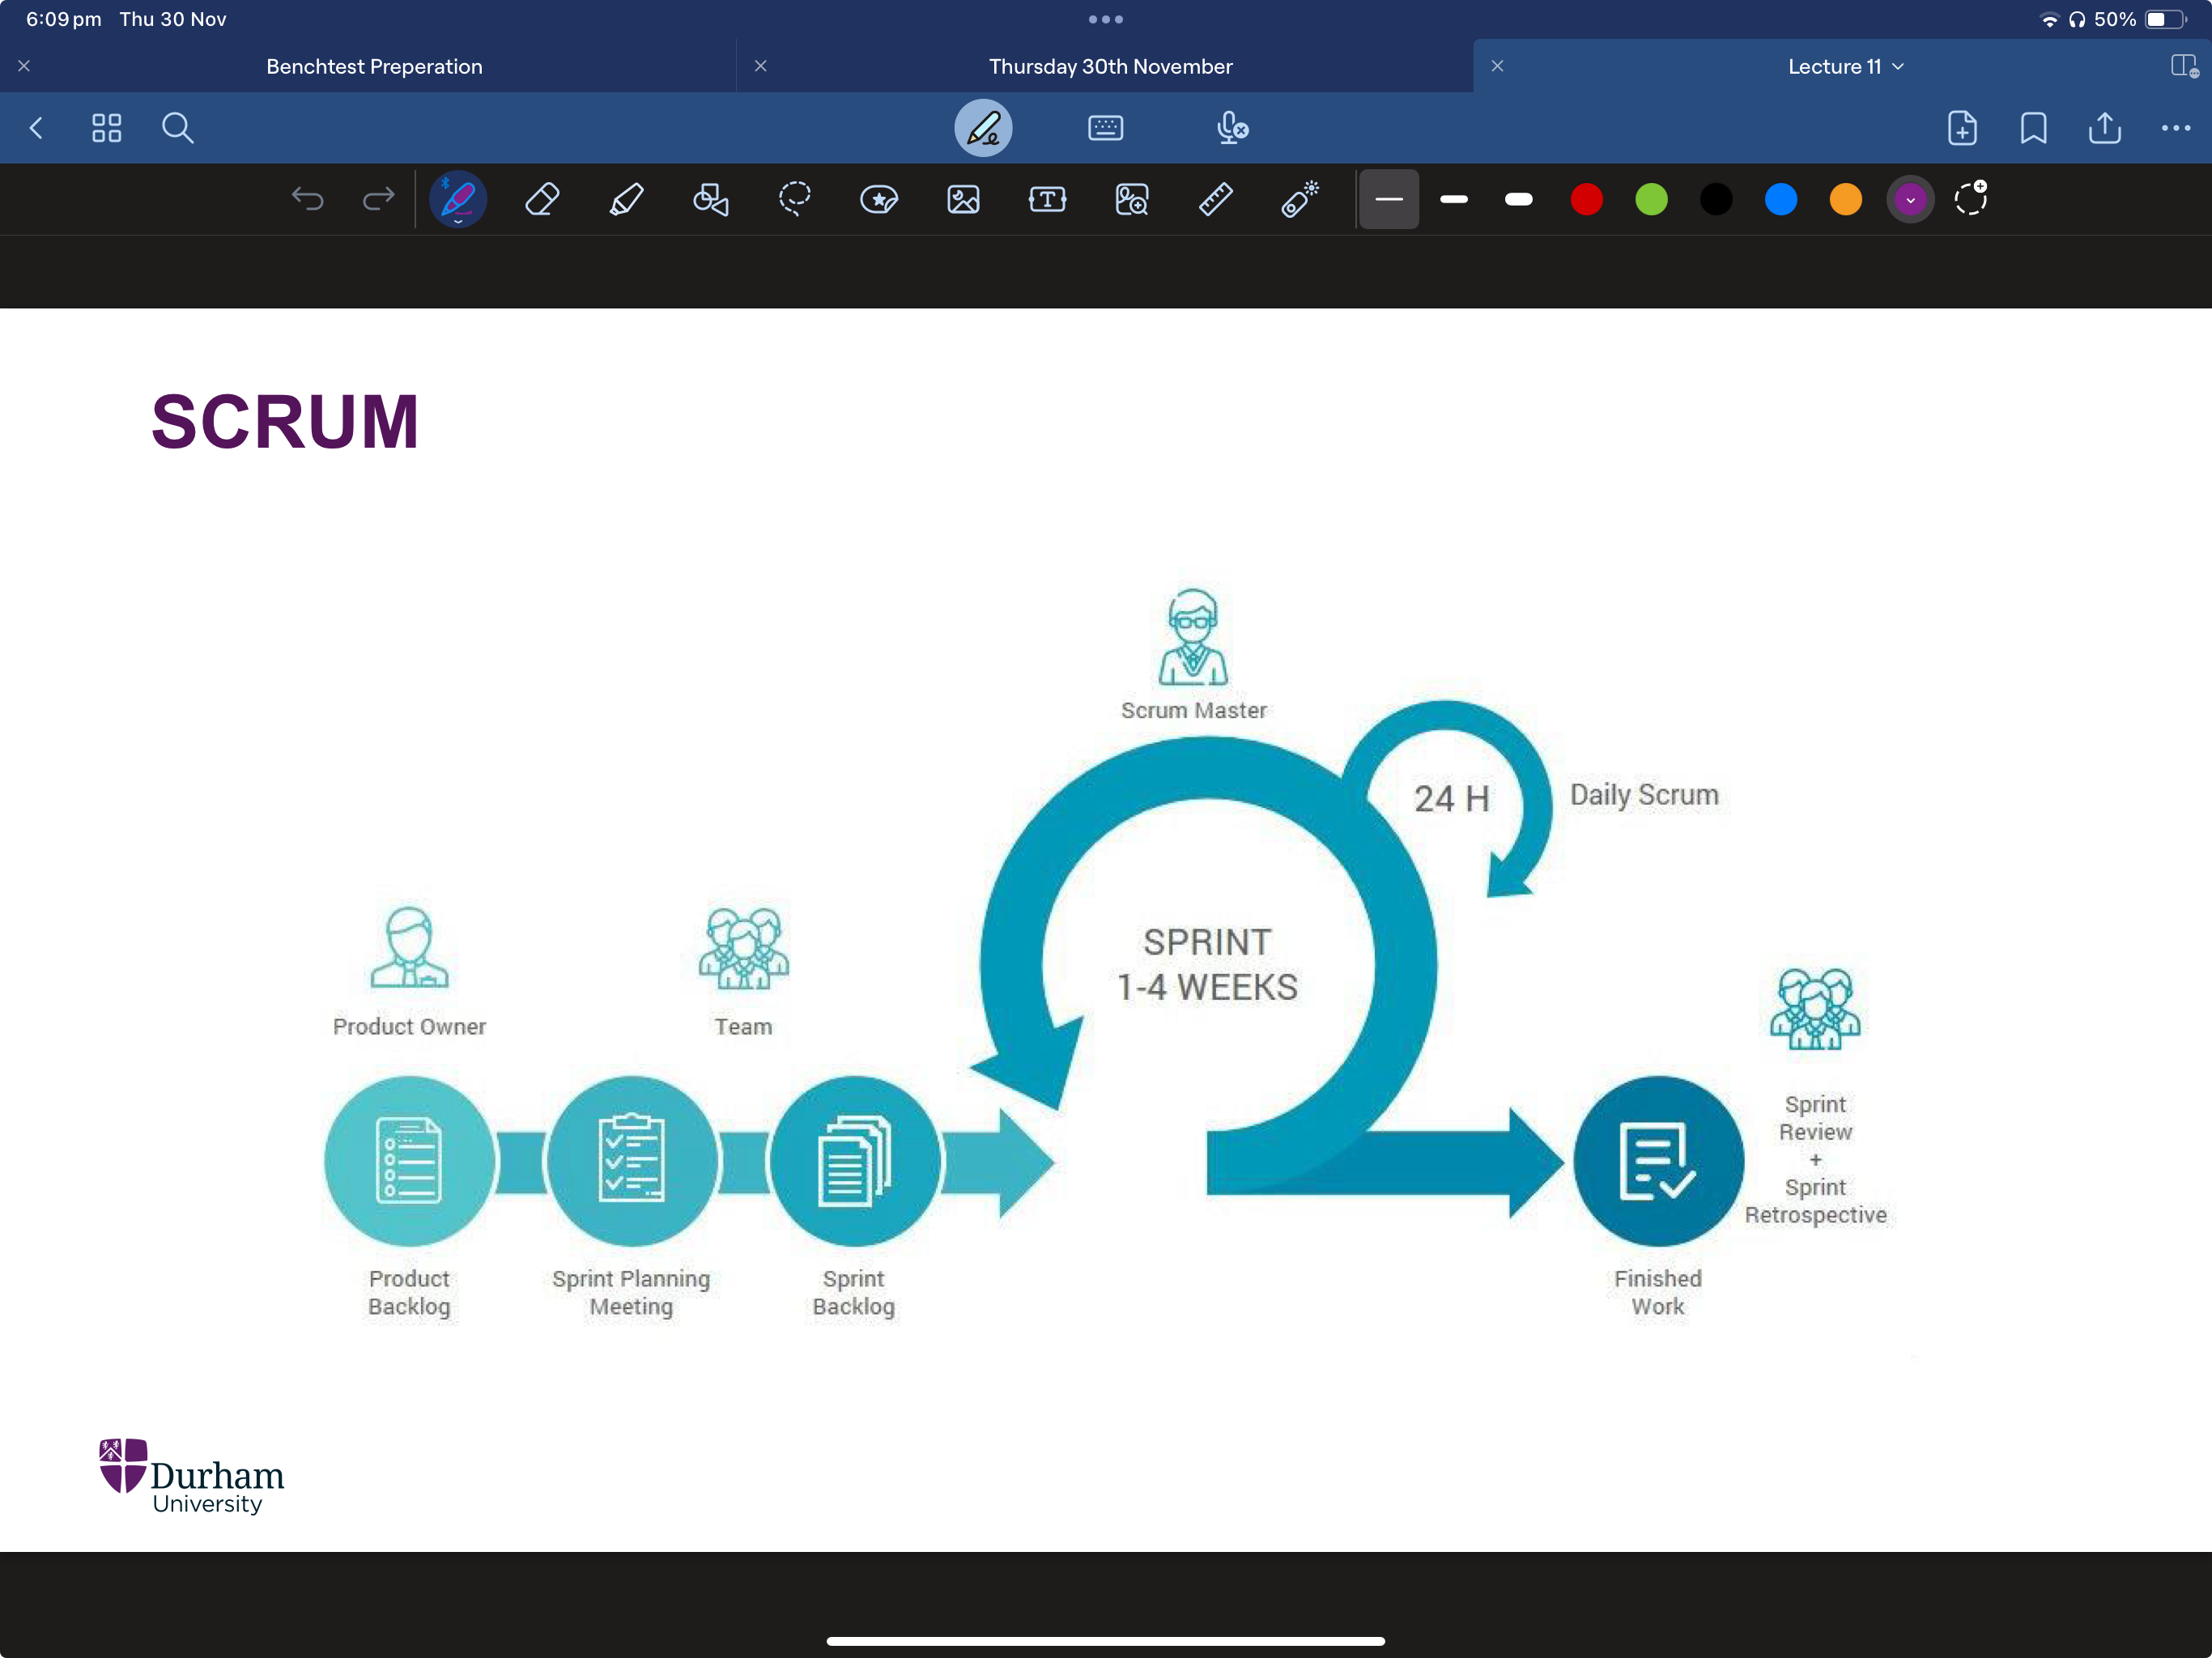 6:09 pm Thu 30 Nov
50%
Benchtest Preperation
Thursday 30th November
Lecture 11
SCRUM
Scrum Master
24 H
Daily Scrum
SPRINT
1-4 WEEKS
Product Owner
Team
Product
Backlog
Sprint Planning
Meeting
Sprint
Backlog
Finished
Work
Sprint
Review
+
Sprint
Retrospective
Durham
University